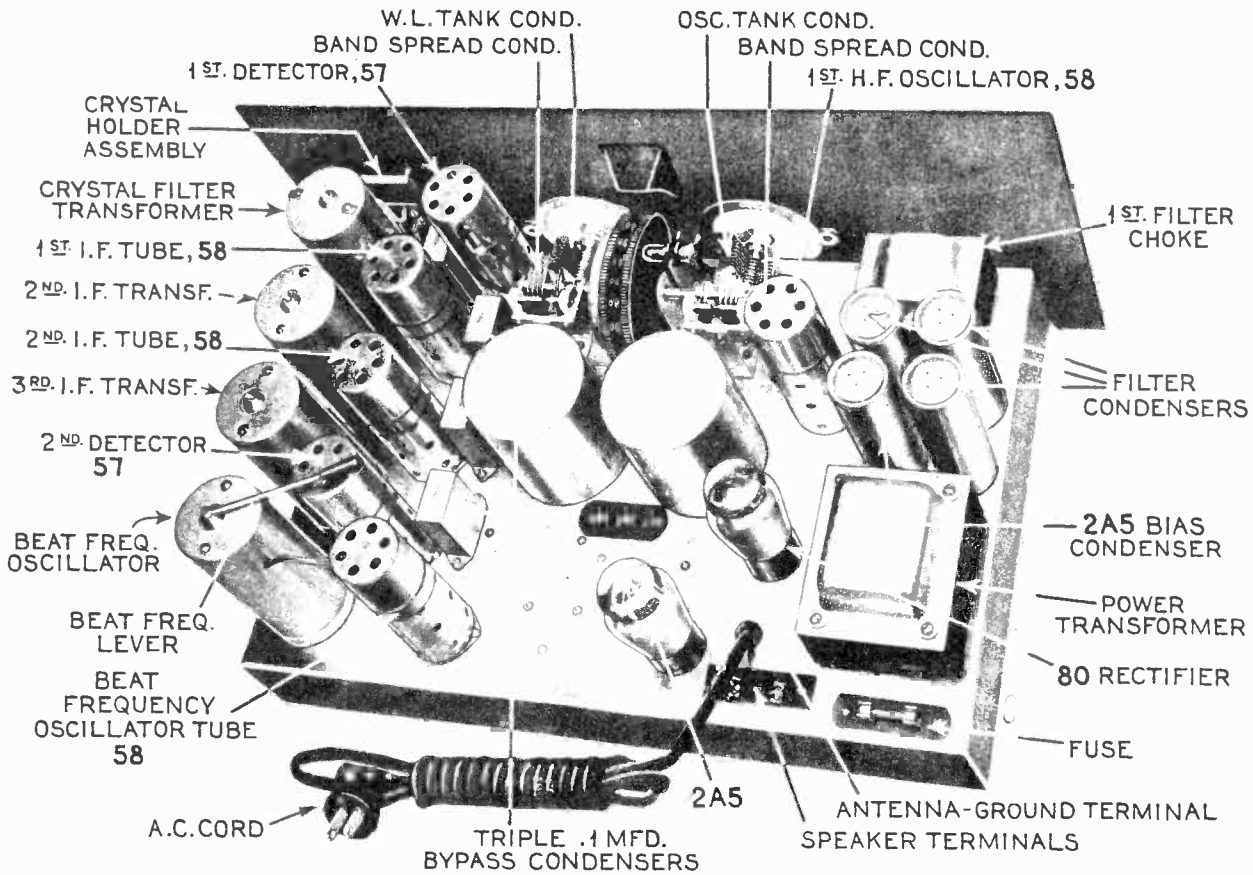 W.L. TANK COND.
BAND SPREAD COND.
1ST. DETECTOR, 57
OSC. TANK COND.
BAND SPREAD COND.
1ST. H.F. OSCILLATOR, 58
CRYSTAL
HOLDER
ASSEMBLY
CRYSTAL FILTER
TRANSFORMER
1ST. I.F. TUBE, 58
2ND. I.F. TRANSF.
2ND. I.F. TUBE, 58
3RD. I.F. TRANSF.
2ND. DETECTOR
57
BEAT FREQ.
OSCILLATOR
BEAT FREQ.
LEVER
BEAT
FREQUENCY
OSCILLATOR TUBE
58
A.C. CORD
TRIPLE .1 MFD.
BYPASS CONDENSERS
2A5
1ST. FILTER
CHOKE
FILTER
CONDENSERS
2A5 BIAS
CONDENSER
POWER
TRANSFORMER
80 RECTIFIER
FUSE
ANTENNA-GROUND TERMINAL
SPEAKER TERMINALS